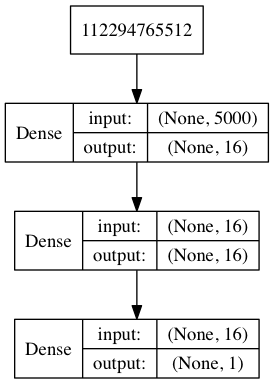 112294765512
Dense
input:
(None, 5000)
output:
(None, 16)
Dense
input:
(None, 16)
output:
(None, 16)
Dense
input:
(None, 16)
output:
(None, 1)